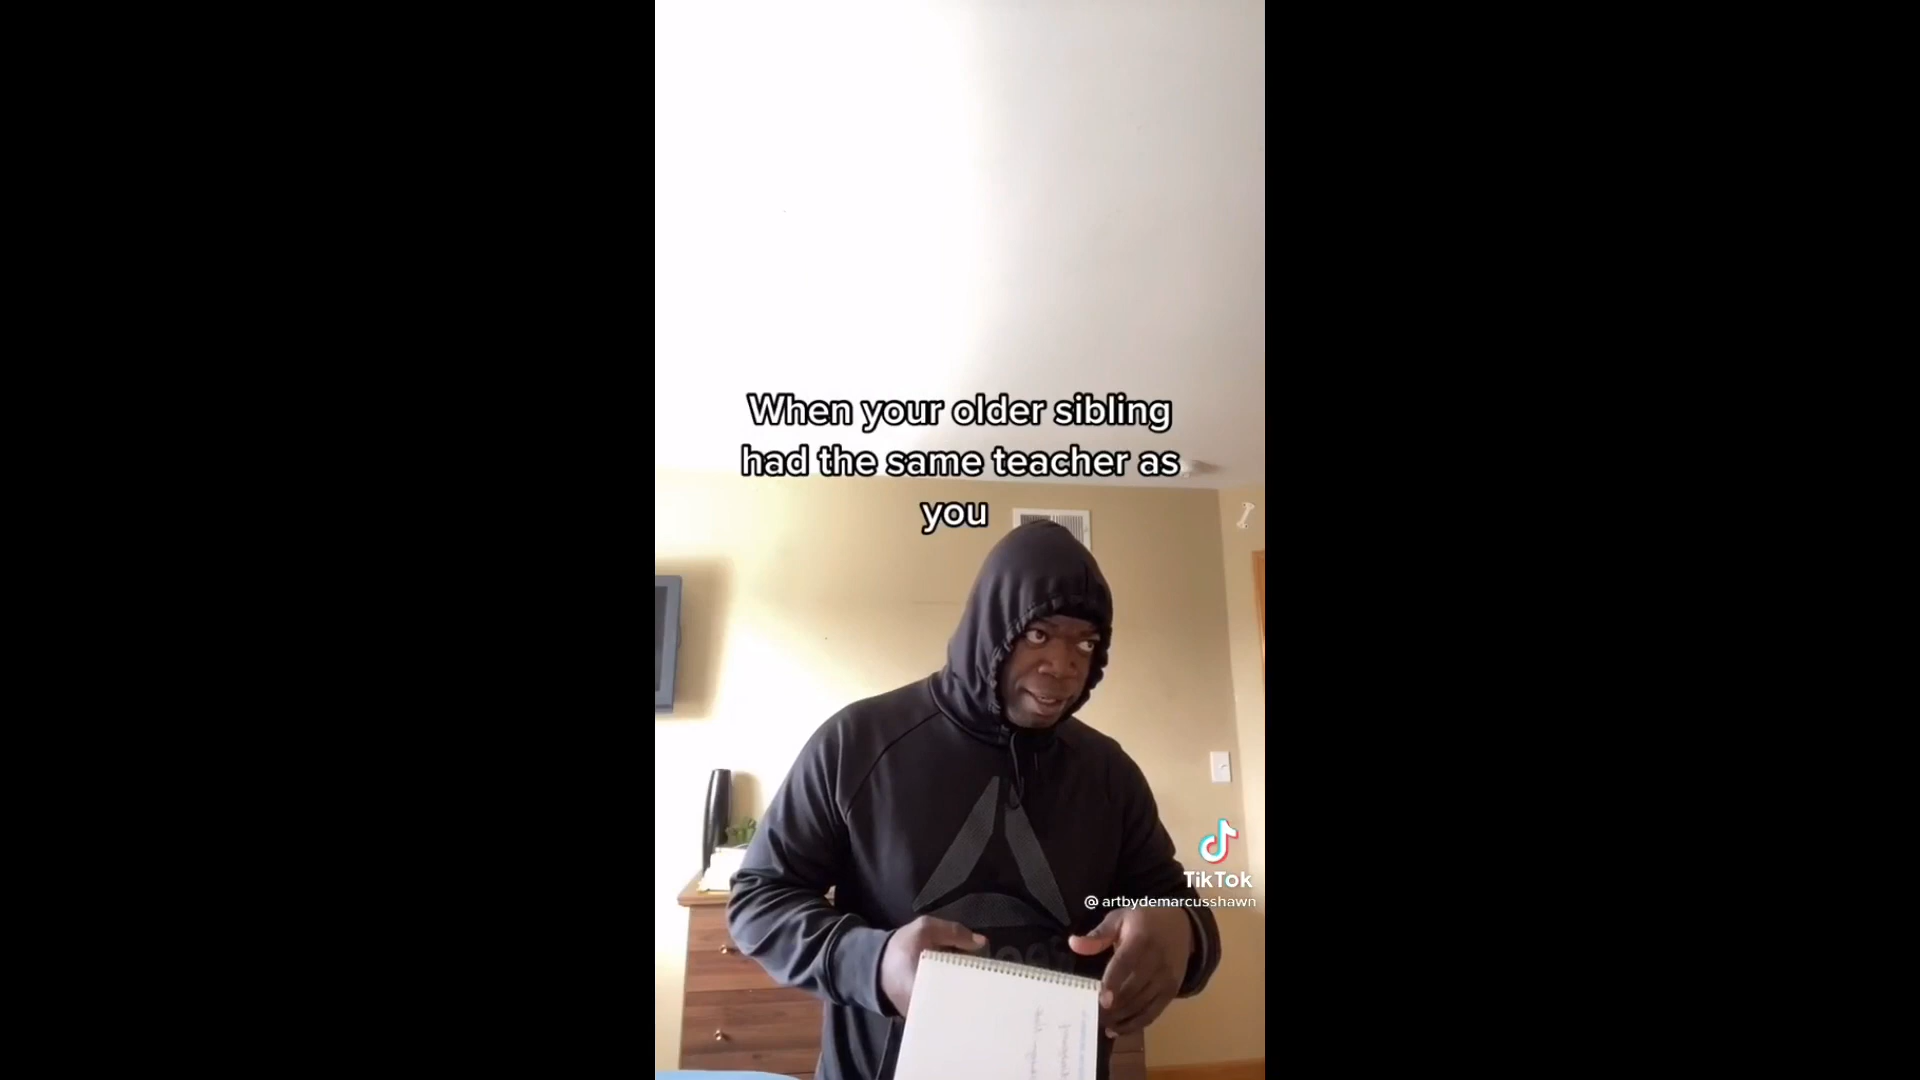 When your older sibling
had the same teacher as
you
TikTok
@artbydemarcusshawn